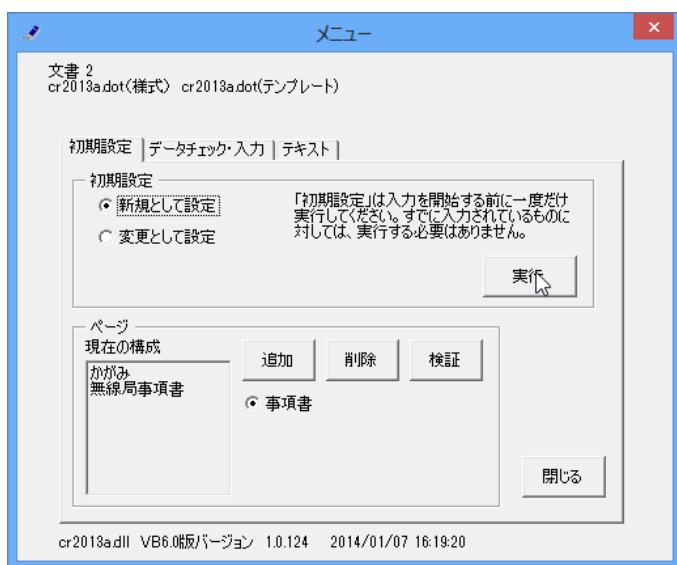 メニュー
文書 2
cr2013a.dot(様式) cr2013a.dot(テンプレート)
初期設定 データチェック・入力 テキスト
初期設定
新規として設定
変更として設定
「初期設定」は入力を開始する前に一度だけ
実行してください。すでに入力されているものに
対しては、実行する必要はありません。
実行
ページ
現在の構成
かがみ
無線局事項書
追加 削除 検証
事項書
閉じる
cr2013a.dll VB6.0版バージョン 1.0.124 2014/01/07 16:19:20